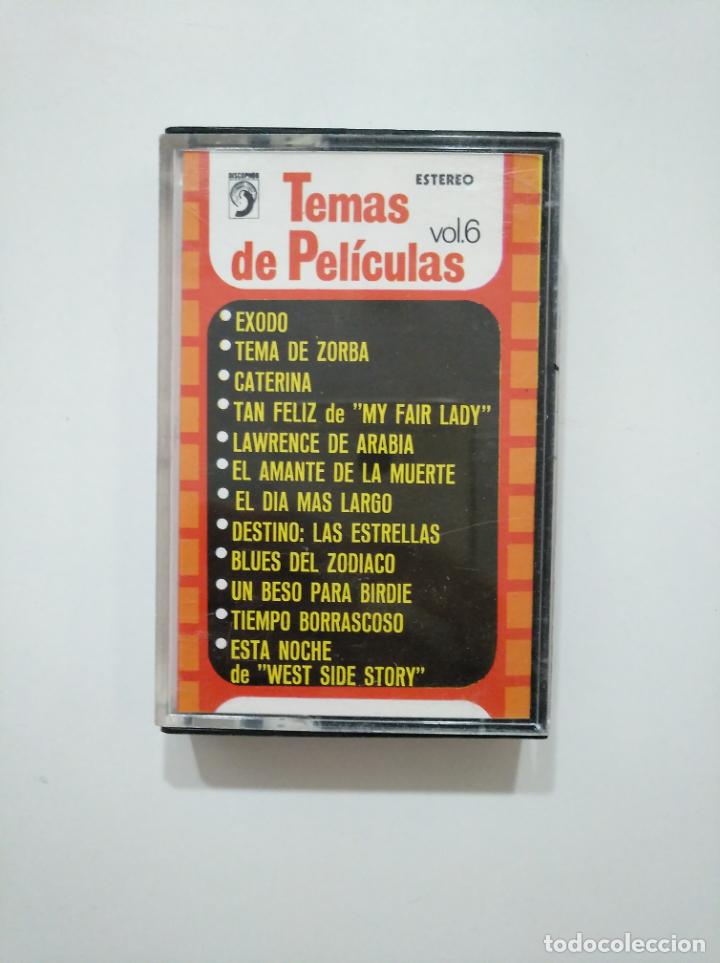 DISCOPHON
ESTEREO
Temas
de Películas
vol.6
EXODO
TEMA DE ZORBA
CATERINA
TAN FELIZ de "MY FAIR LADY"
LAWRENCE DE ARABIA
EL AMANTE DE LA MUERTE
EL DIA MAS LARGO
DESTINO: LAS ESTRELLAS
BLUES DEL ZODIACO
UN BESO PARA BIRDIE
TIEMPO BORRASCOSO
ESTA NOCHE
de "WEST SIDE STORY"
todocoleccion